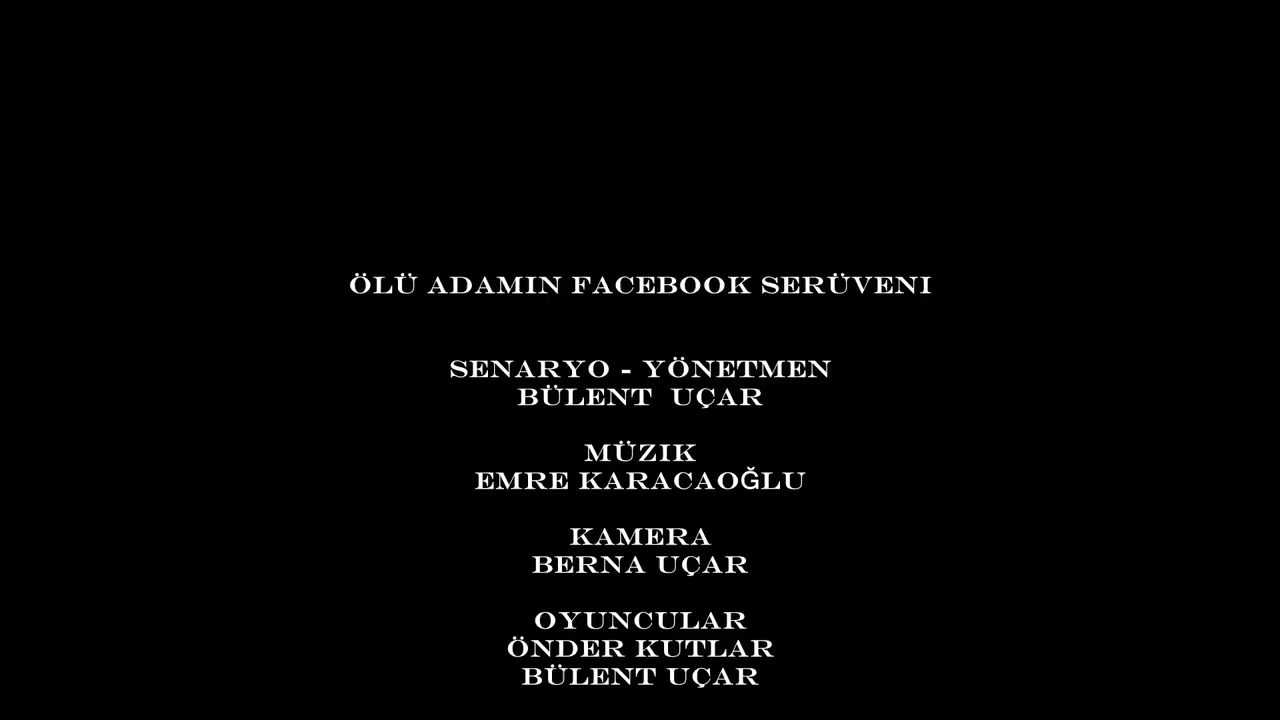 ÖLÜ ADAMIN FACEBOOK SERÜVENI
SENARYO - YÖNETMEN
BÜLENT UÇAR
MÜZIK
EMRE KARACAOĞLU
KAMERA
BERNA UÇAR
OYUNCULAR
ÖNDER KUTLAR
BÜLENT UÇAR